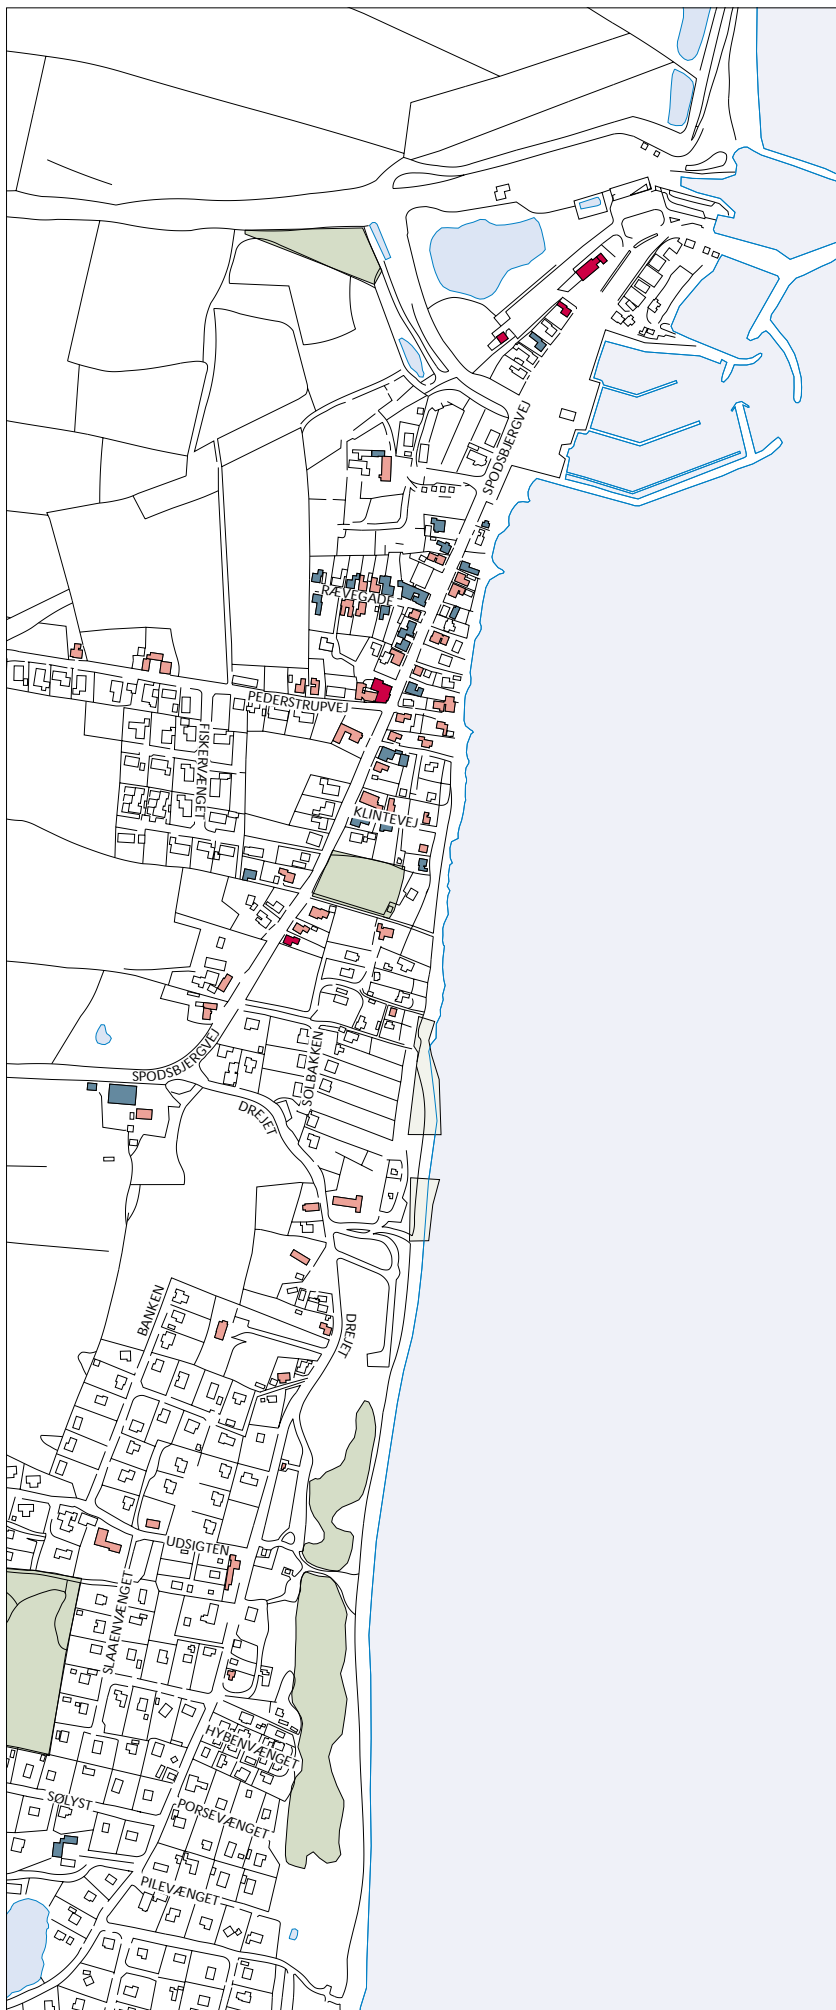 SPODSBJERGVEJ
RÆVEGADE
PEDERSTRUPVEJ
FISKERVÆNGET
KLINTEVEJ
SPODSBJERGVEJ
SOLBAKKEN
DREJET
BANKEN
DREJET
UDSIGTEN
SLAAENVÆNGET
HYBENVÆNGET
SØLYST
PORSEVÆNGET
PILEVÆNGET